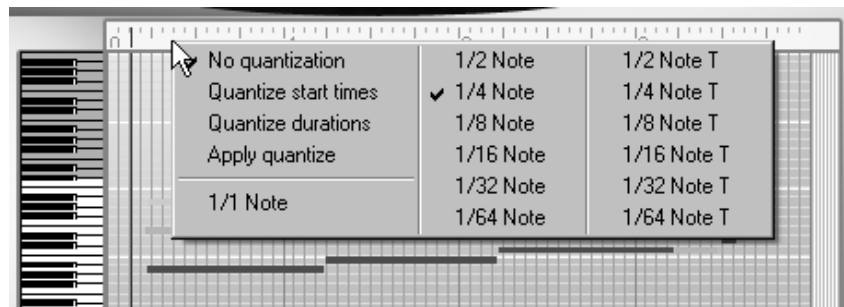 No quantization
Quantize start times
Quantize durations
Apply quantize
1/1 Note
1/2 Note
1/4 Note
1/8 Note
1/16 Note
1/32 Note
1/64 Note
1/2 Note T
1/4 Note T
1/8 Note T
1/16 Note T
1/32 Note T
1/64 Note T